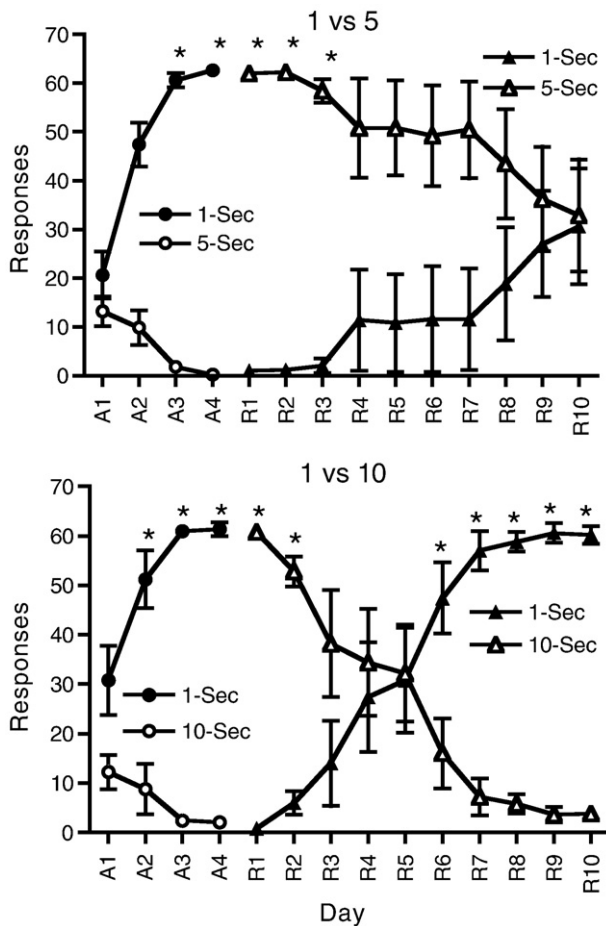 1 vs 5
70
60
50
40
30
20
10
0
Responses
* * * * *
1-Sec
5-Sec
1-Sec
5-Sec
A1 A2 A3 A4 R1 R2 R3 R4 R5 R6 R7 R8 R9 R10
1 vs 10
70
60
50
40
30
20
10
0
Responses
* * * * * * * * * *
1-Sec
10-Sec
1-Sec
10-Sec
A1 A2 A3 A4 R1 R2 R3 R4 R5 R6 R7 R8 R9 R10
Day